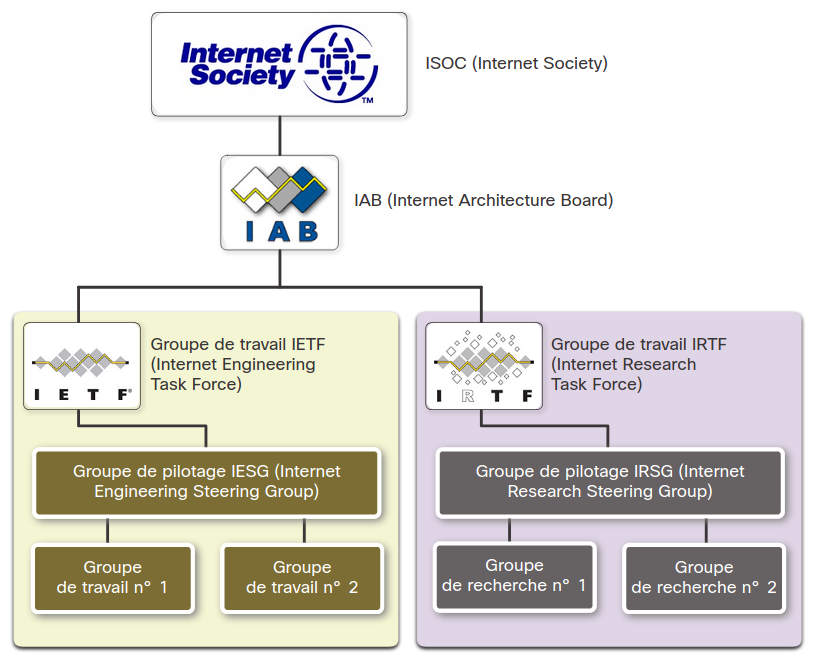 Internet
Society
TM
ISOC (Internet Society)
I A B
IAB (Internet Architecture Board)
I E T F®
Groupe de travail IETF
(Internet Engineering
Task Force)
Groupe de pilotage IESG (Internet
Engineering Steering Group)
Groupe
de travail n° 1
Groupe
de travail n° 2
I R T F
Groupe de travail IRTF
(Internet Research
Task Force)
Groupe de pilotage IRSG (Internet
Research Steering Group)
Groupe
de recherche n° 1
Groupe
de recherche n° 2